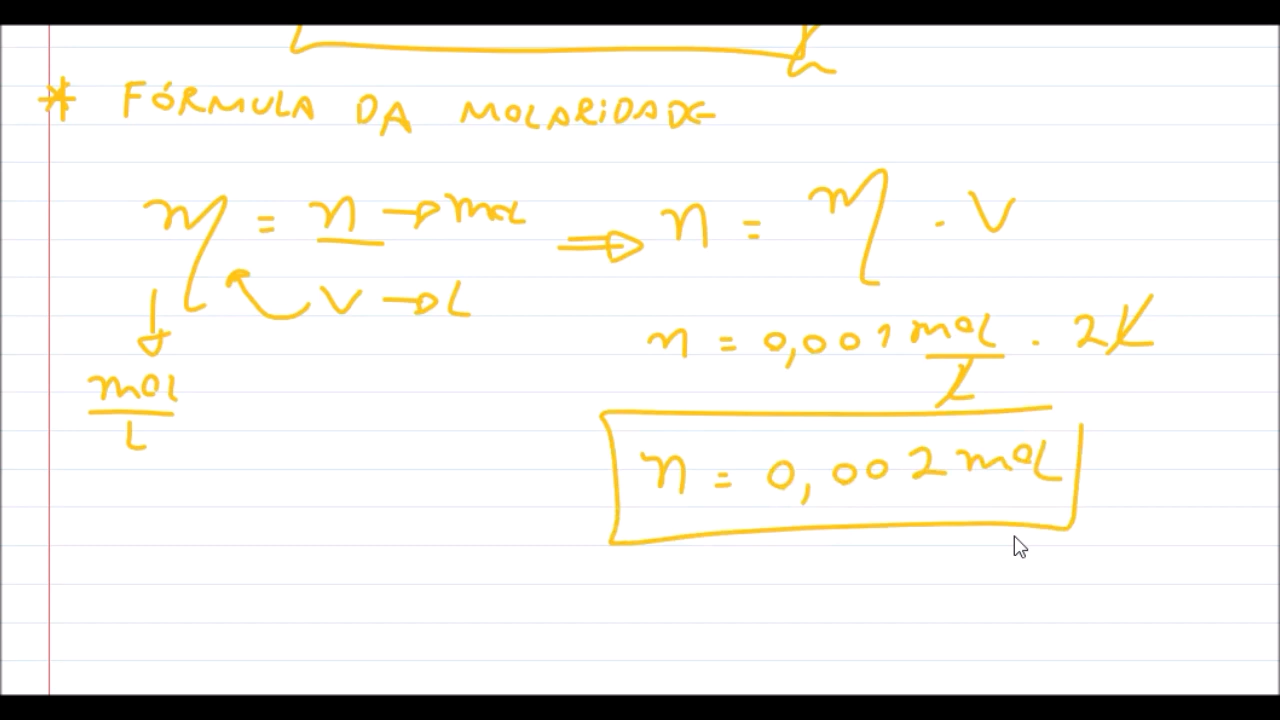 * FÓRMULA DA MOLARIDADE
M = n → mol ⇒ n = M . V
V → L
mol
L
n = 0,001 mol/L . 2L
n = 0,002 mol